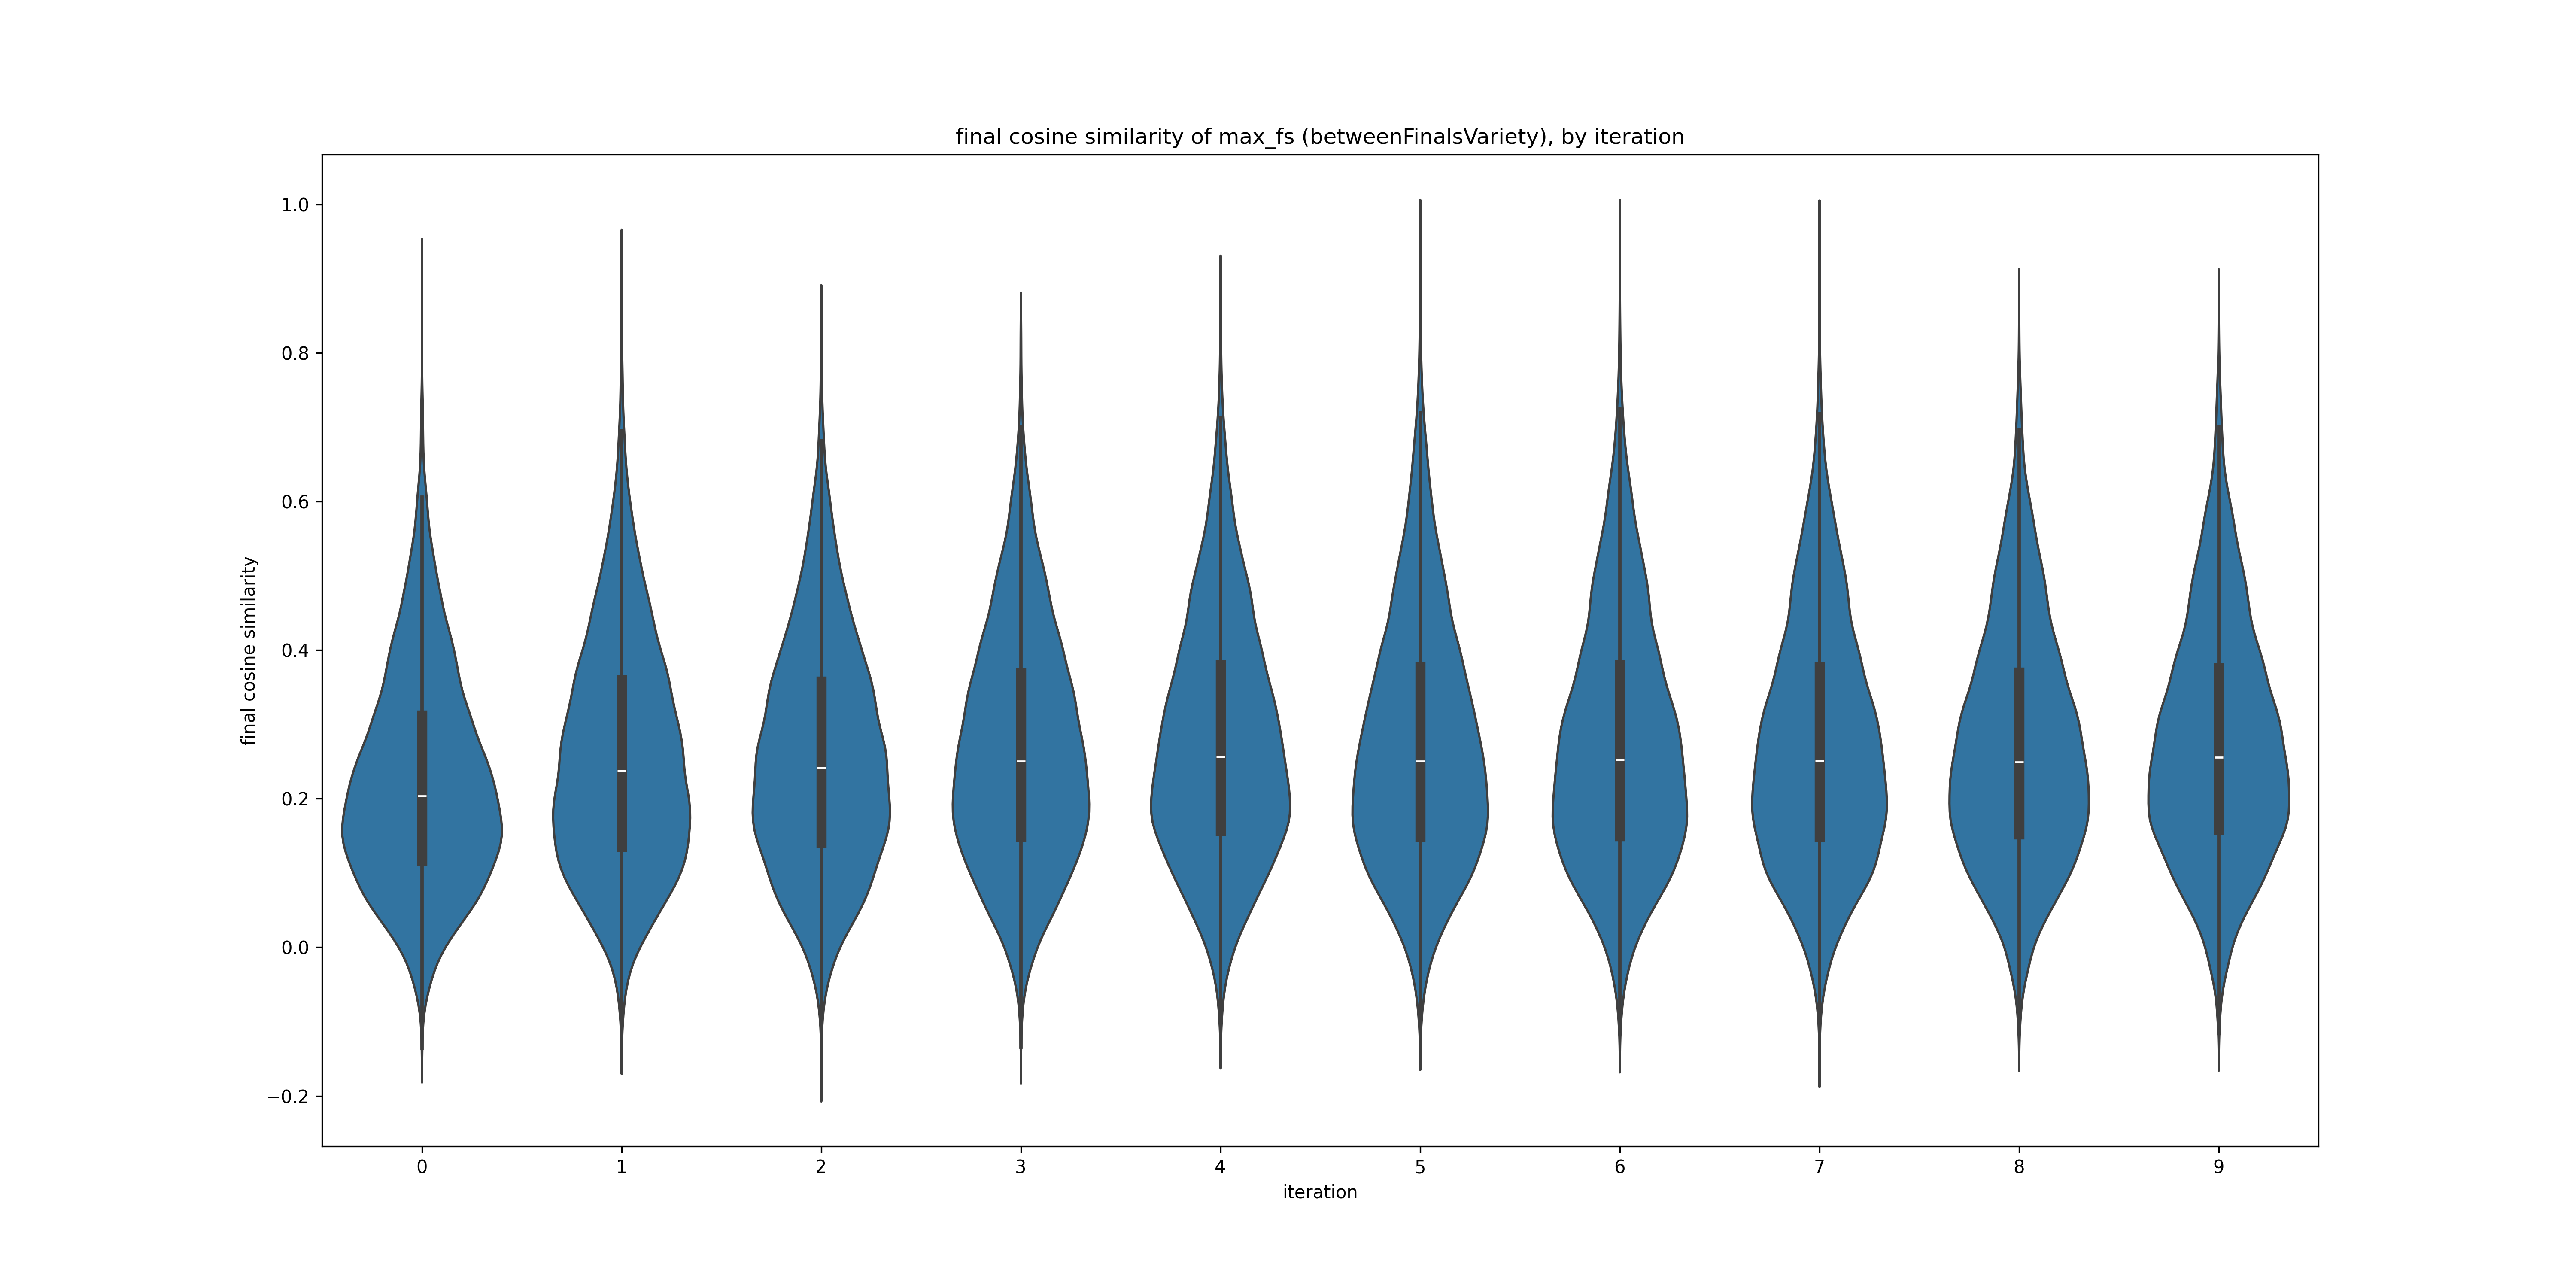 final cosine similarity of max_fs (betweenFinalsVariety), by iteration
1.0
0.8
0.6
0.4
0.2
0.0
−0.2
final cosine similarity
0 1 2 3 4 5 6 7 8 9
iteration